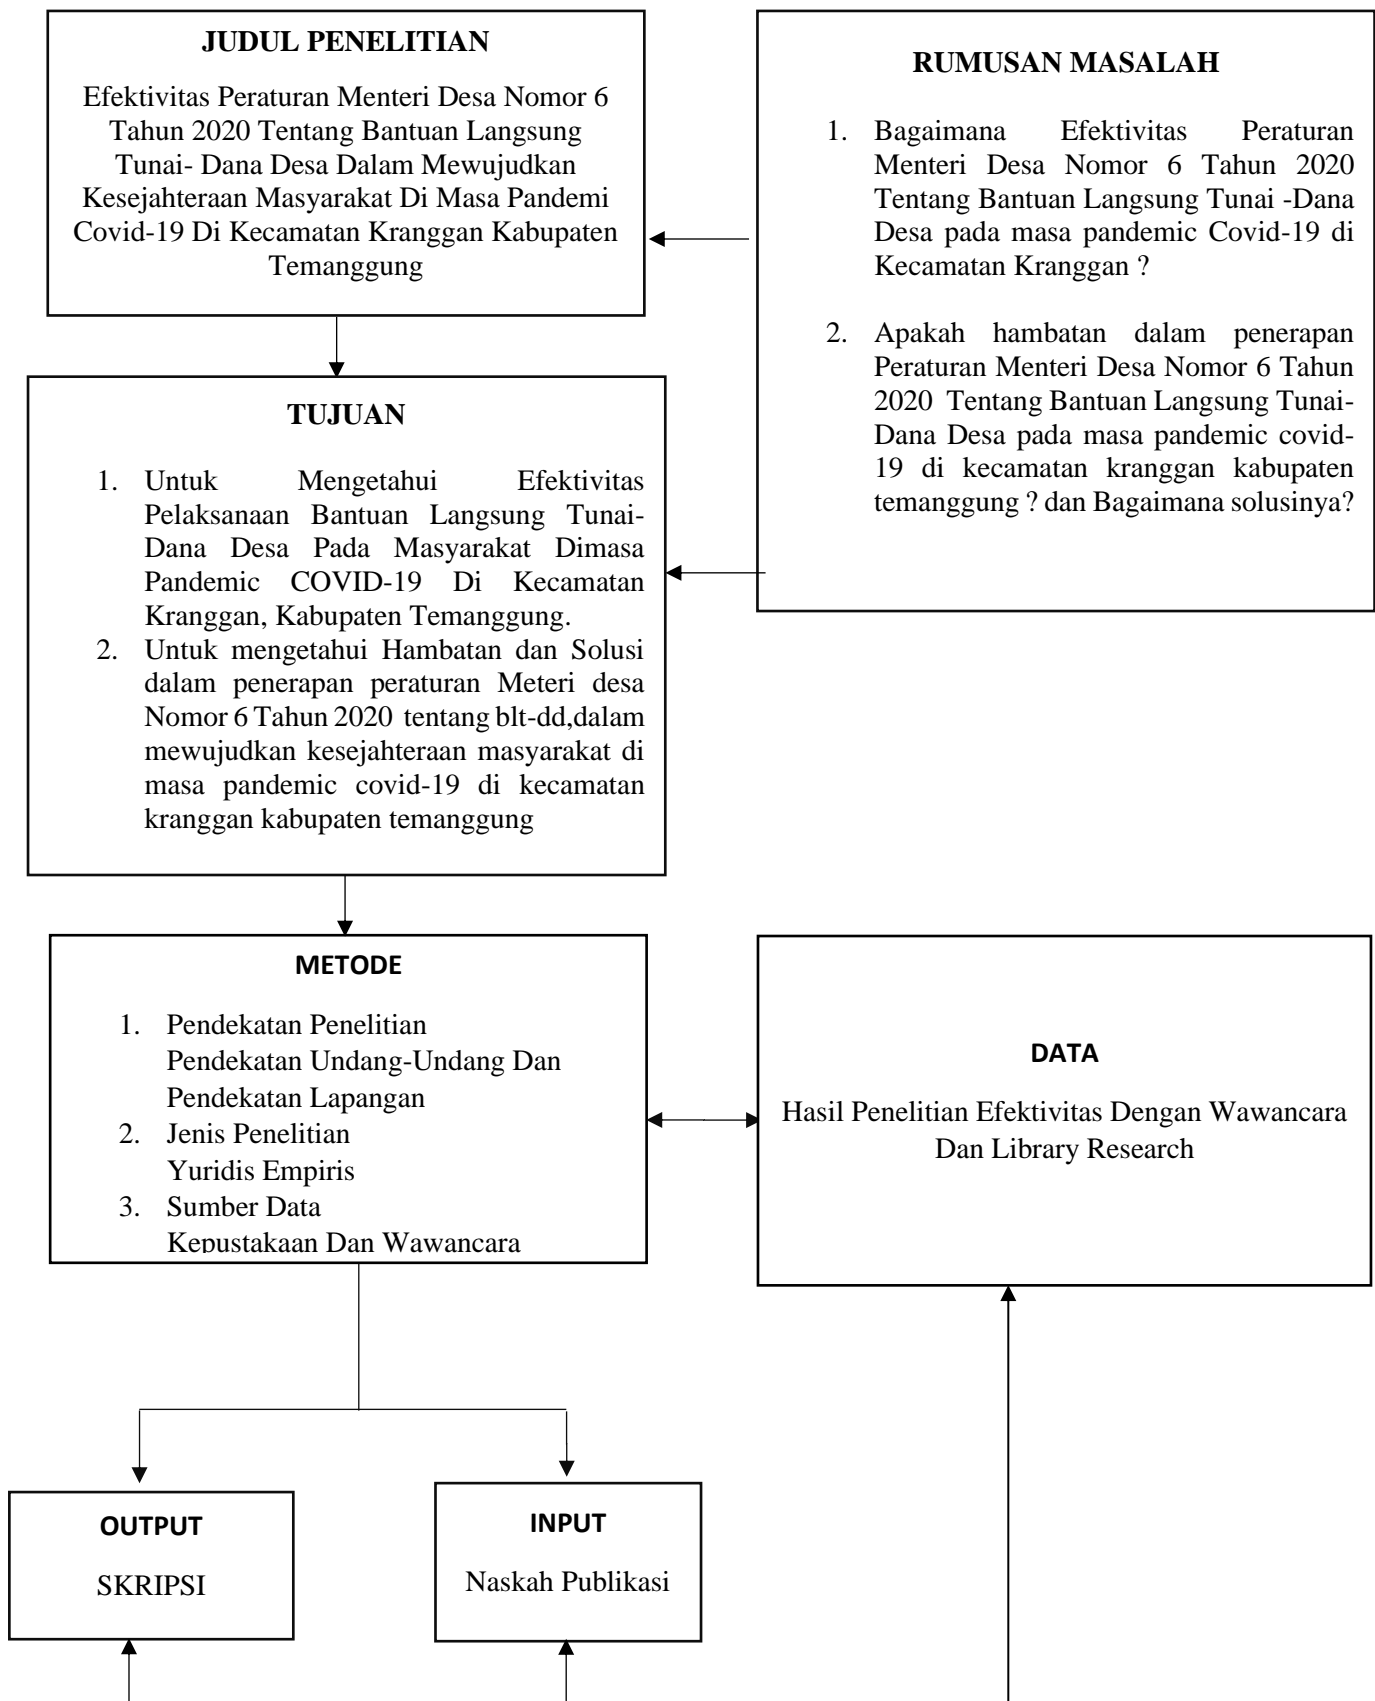 JUDUL PENELITIAN
Efektivitas Peraturan Menteri Desa Nomor 6
Tahun 2020 Tentang Bantuan Langsung
Tunai- Dana Desa Dalam Mewujudkan
Kesejahteraan Masyarakat Di Masa Pandemi
Covid-19 Di Kecamatan Kranggan Kabupaten
Temanggung
RUMUSAN MASALAH
1. Bagaimana Efektivitas Peraturan
Menteri Desa Nomor 6 Tahun 2020
Tentang Bantuan Langsung Tunai -Dana
Desa pada masa pandemic Covid-19 di
Kecamatan Kranggan ?
2. Apakah hambatan dalam penerapan
Peraturan Menteri Desa Nomor 6 Tahun
2020 Tentang Bantuan Langsung Tunai-
Dana Desa pada masa pandemic covid-
19 di kecamatan kranggan kabupaten
temanggung ? dan Bagaimana solusinya?
TUJUAN
1. Untuk Mengetahui Efektivitas
Pelaksanaan Bantuan Langsung Tunai-
Dana Desa Pada Masyarakat Dimasa
Pandemic COVID-19 Di Kecamatan
Kranggan, Kabupaten Temanggung.
2. Untuk mengetahui Hambatan dan Solusi
dalam penerapan peraturan Meteri desa
Nomor 6 Tahun 2020 tentang blt-dd,dalam
mewujudkan kesejahteraan masyarakat di
masa pandemic covid-19 di kecamatan
kranggan kabupaten temanggung
METODE
1. Pendekatan Penelitian
Pendekatan Undang-Undang Dan
Pendekatan Lapangan
2. Jenis Penelitian
Yuridis Empiris
3. Sumber Data
Kepustakaan Dan Wawancara
DATA
Hasil Penelitian Efektivitas Dengan Wawancara
Dan Library Research
OUTPUT
SKRIPSI
INPUT
Naskah Publikasi